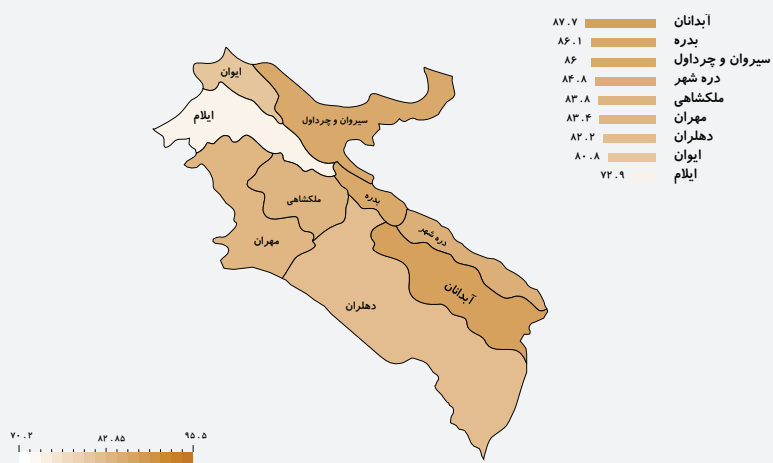 آبدانان ۸۷.۷
بدره ۸۶.۱
سیروان و چرداول ۸۶
دره شهر ۸۴.۸
ملکشاهی ۸۳.۸
مهران ۸۳.۴
دهلران ۸۲.۲
ایوان ۸۰.۸
ایلام ۷۲.۹
ایوان
ایلام
سیروان و چرداول
ملکشاهی
بدره
مهران
دره شهر
آبدانان
دهلران
۷۰.۲ ۸۲.۸۵ ۹۵.۵